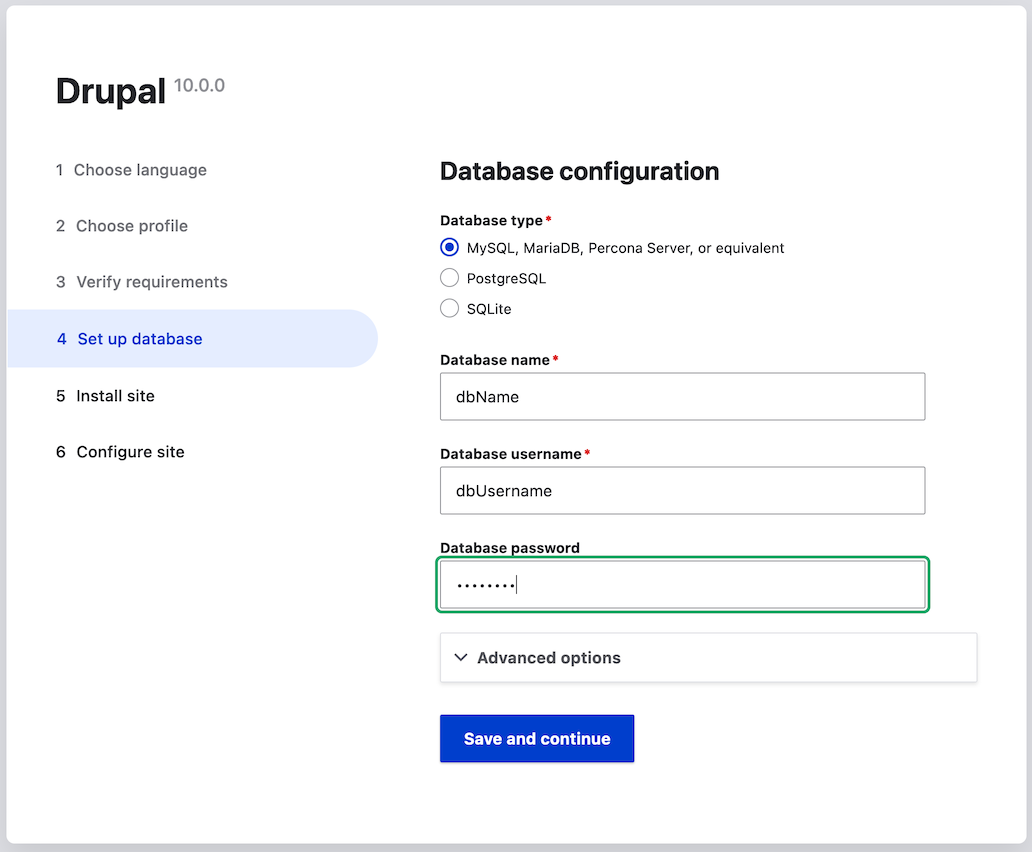 Drupal 10.0.0
1 Choose language
2 Choose profile
3 Verify requirements
4 Set up database
5 Install site
6 Configure site
Database configuration
Database type*
MySQL, MariaDB, Percona Server, or equivalent
PostgreSQL
SQLite
Database name*
dbName
Database username*
dbUsername
Database password
••••••••
Advanced options
Save and continue